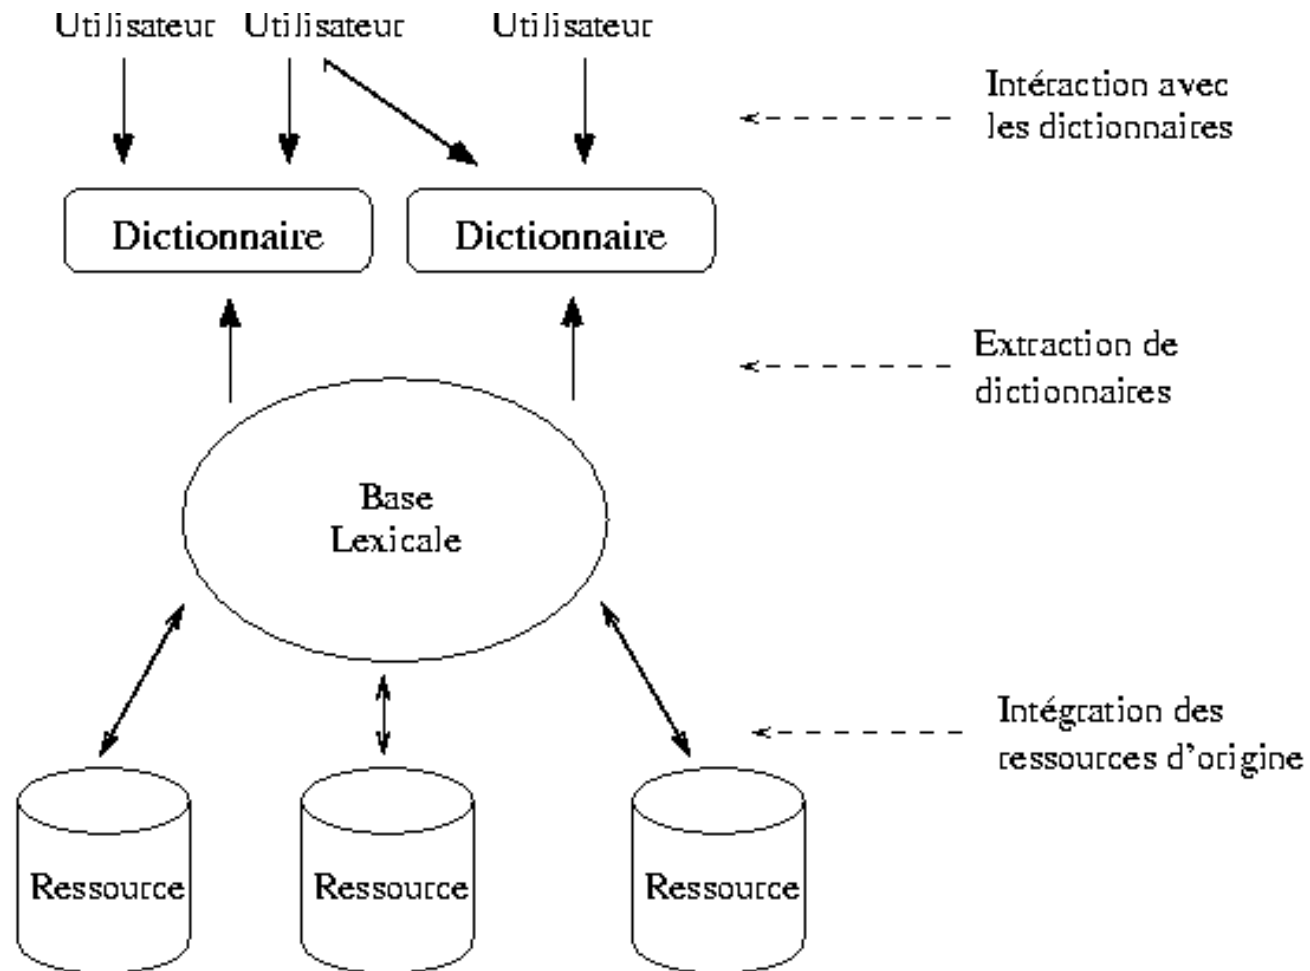 Utilisateur Utilisateur Utilisateur
Intéraction avec
les dictionnaires
Dictionnaire Dictionnaire
Extraction de
dictionnaires
Base
Lexicale
Intégration des
ressources d'origine
Ressource Ressource Ressource